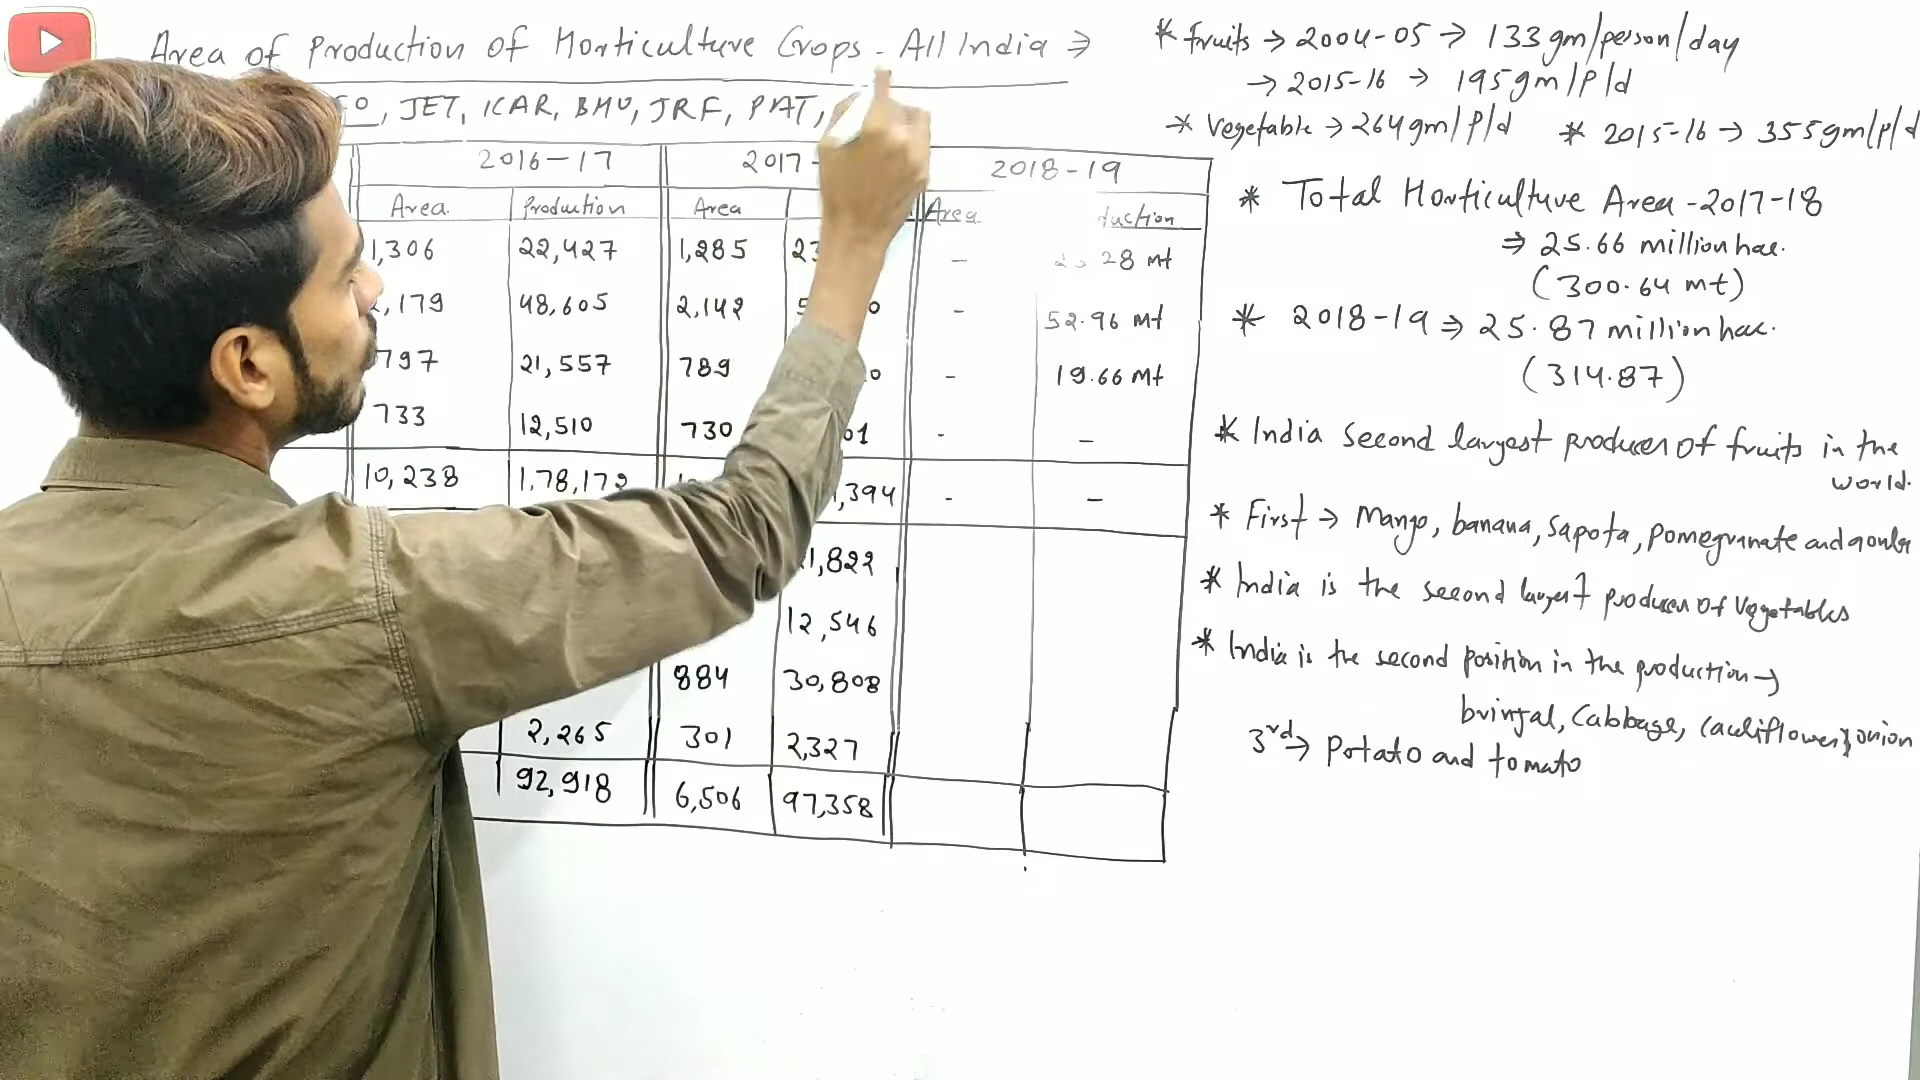 Area of Production of Horticulture Crops - All India ⇒
JET, ICAR, BHU, JRF, PAT,
2016-17 2017- 2018-19
Area. Production Area Area
1,306 22,427 1,285 - 28 mt
,179 48,605 2,142 - 52.96 mt
797 21,557 789 - 19.66 mt
733 12,510 730 - -
10,238 1,78,172 ,394 - -
1,822
12,546
884 30,808
2,265 301 2,327
92,918 6,506 97,358
* fruits → 2004-05 → 133 gm/person/day
→ 2015-16 → 195gm/P/d
* Vegetable → 264gm/P/d * 2015-16 → 355gm/p/d
* Total Horticulture Area - 2017-18
⇒ 25.66 million hac.
(300.64 mt)
* 2018-19 ⇒ 25.87 million hac.
(314.87)
* India Second largest producer of fruits in the
world.
* First → Mango, banana, Sapota, Pomegranate and
* India is the second largest producer of Vegetables
* India is the second position in the production →
brinjal, Cabbage, Cauliflower, onion
3rd → Potato and tomato